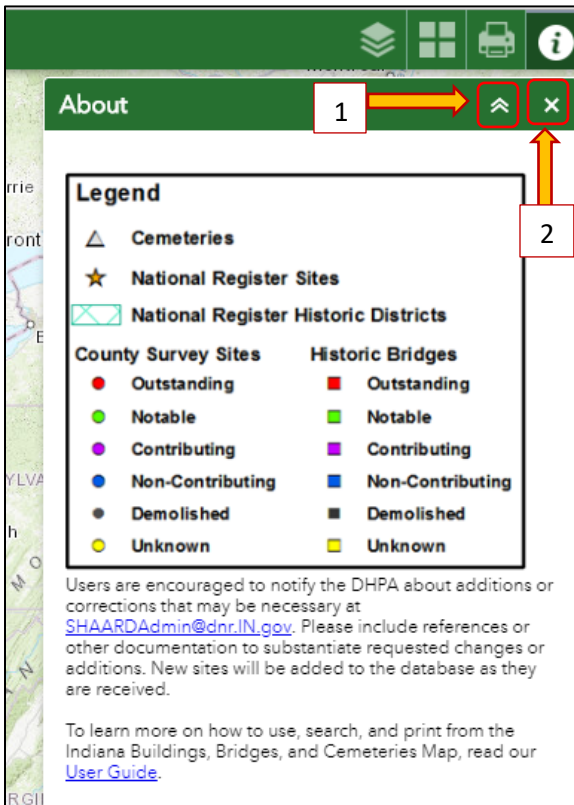 About
1
2
rrie
ront
E
YLVA
h
M
O
N
I
RGII
Legend
Cemeteries
National Register Sites
National Register Historic Districts
County Survey Sites Historic Bridges
Outstanding Outstanding
Notable Notable
Contributing Contributing
Non-Contributing Non-Contributing
Demolished Demolished
Unknown Unknown
Users are encouraged to notify the DHPA about additions or
corrections that may be necessary at
SHAARDAdmin@dnr.IN.gov. Please include references or
other documentation to substantiate requested changes or
additions. New sites will be added to the database as they
are received.
To learn more on how to use, search, and print from the
Indiana Buildings, Bridges, and Cemeteries Map, read our
User Guide.